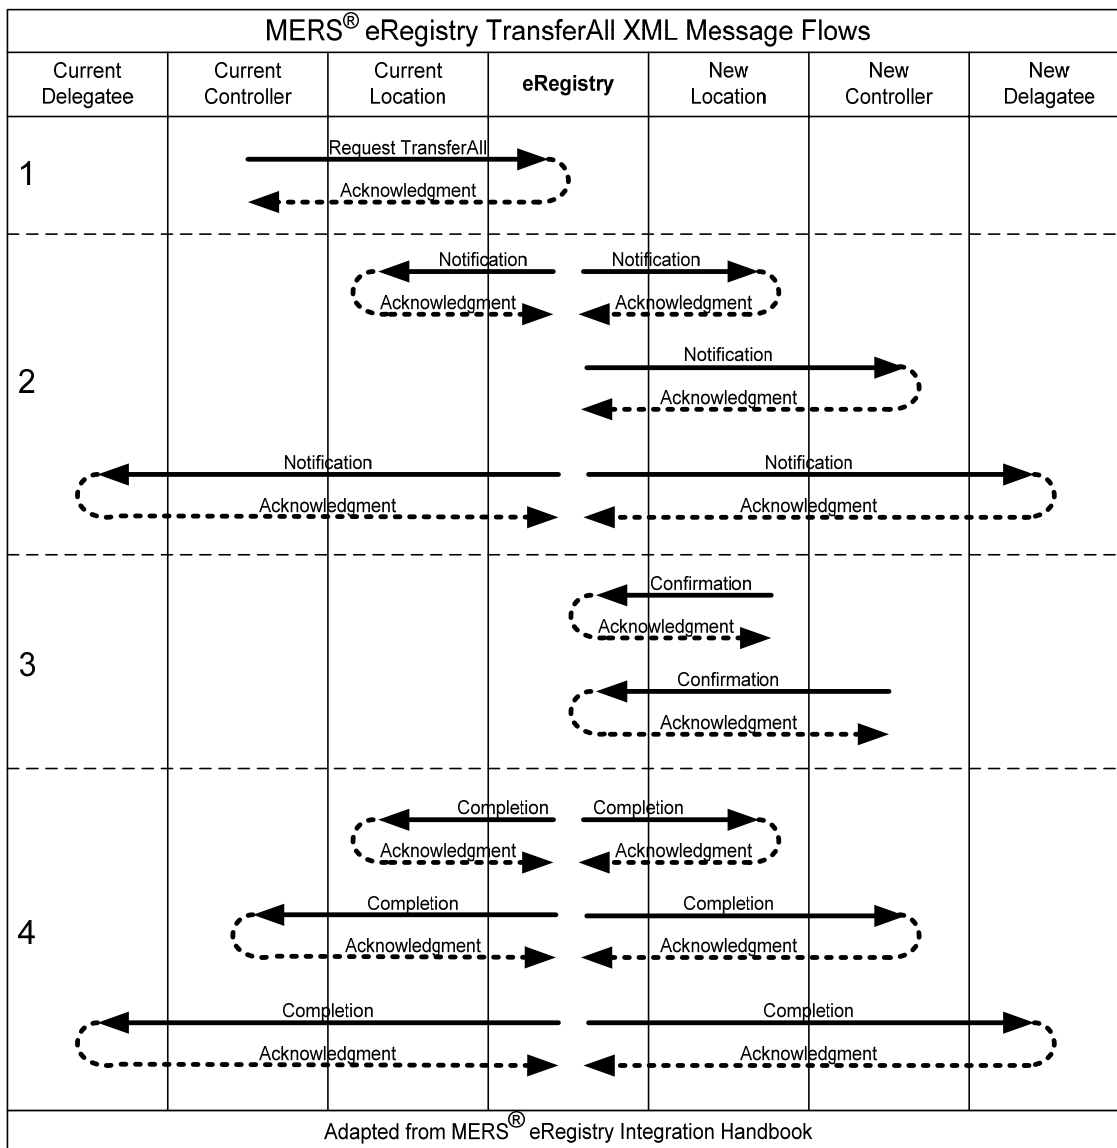 MERS® eRegistry TransferAll XML Message Flows
Current Delegatee
Current Controller
Current Location
eRegistry
New Location
New Controller
New Delagatee
1
Request TransferAll
Acknowledgment
2
Notification
Notification
Acknowledgment
Acknowledgment
Notification
Acknowledgment
Notification
Notification
Acknowledgment
Acknowledgment
3
Confirmation
Acknowledgment
Confirmation
Acknowledgment
4
Completion
Completion
Acknowledgment
Acknowledgment
Completion
Completion
Acknowledgment
Acknowledgment
Completion
Completion
Acknowledgment
Acknowledgment
Adapted from MERS® eRegistry Integration Handbook